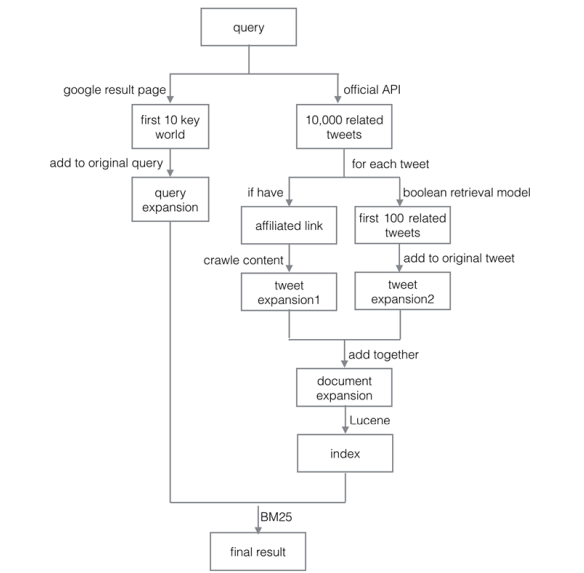 query
google result page
official API
first 10 key
world
10,000 related
tweets
add to original query
for each tweet
query
expansion
if have
boolean retrieval model
affiliated link
first 100 related
tweets
crawle content
add to original tweet
tweet
expansion1
tweet
expansion2
add together
document
expansion
Lucene
index
BM25
final result